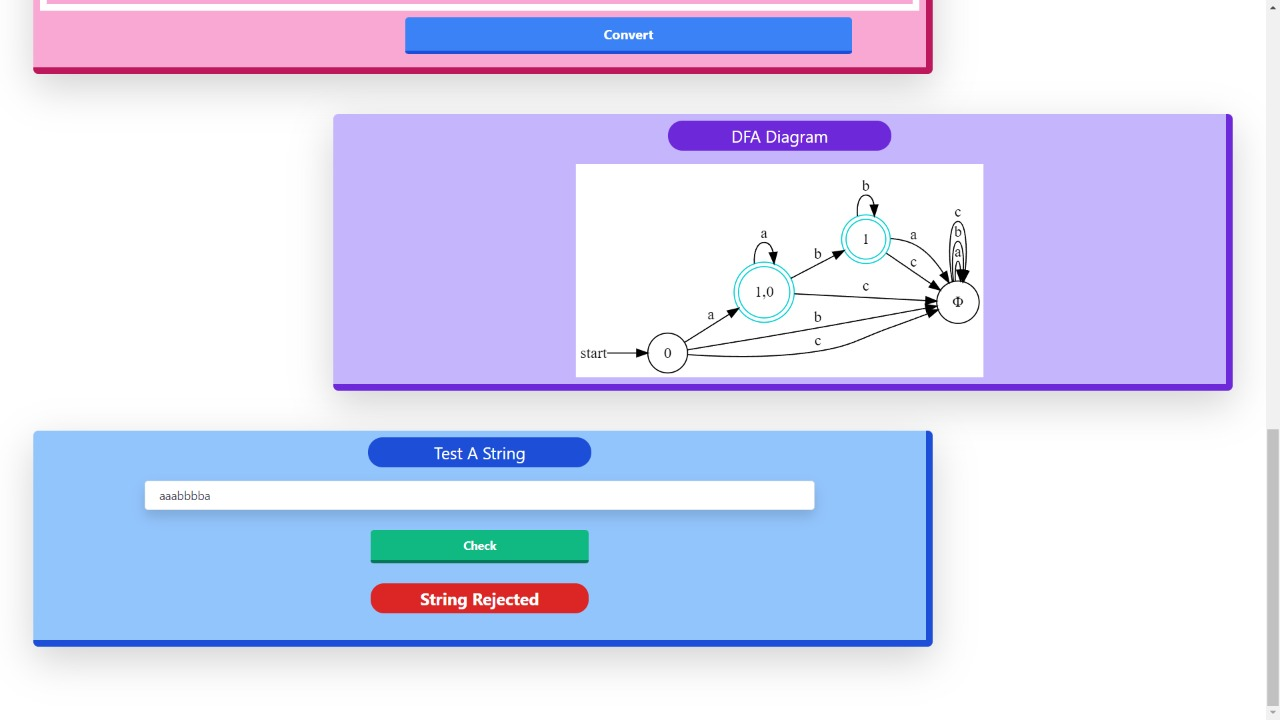 Convert
DFA Diagram
b
c
b
a
a
1
a
b
c
1,0
c
Φ
a
b
c
start
0
Test A String
aaabbbba
Check
String Rejected